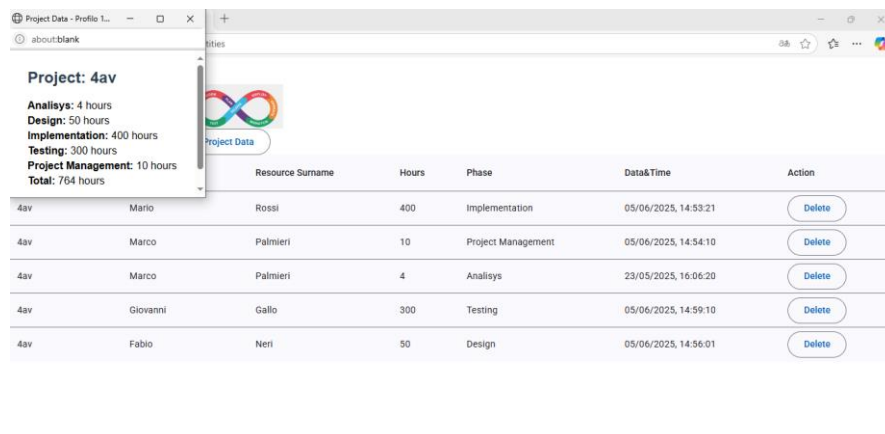 Project Data - Profilo 1...
about:blank
tities
Project: 4av
Analisys: 4 hours
Design: 50 hours
Implementation: 400 hours
Testing: 300 hours
Project Management: 10 hours
Total: 764 hours
Project Data
Resource Surname Hours Phase Data&Time Action
4av Mario Rossi 400 Implementation 05/06/2025, 14:53:21 Delete
4av Marco Palmieri 10 Project Management 05/06/2025, 14:54:10 Delete
4av Marco Palmieri 4 Analisys 23/05/2025, 16:06:20 Delete
4av Giovanni Gallo 300 Testing 05/06/2025, 14:59:10 Delete
4av Fabio Neri 50 Design 05/06/2025, 14:56:01 Delete